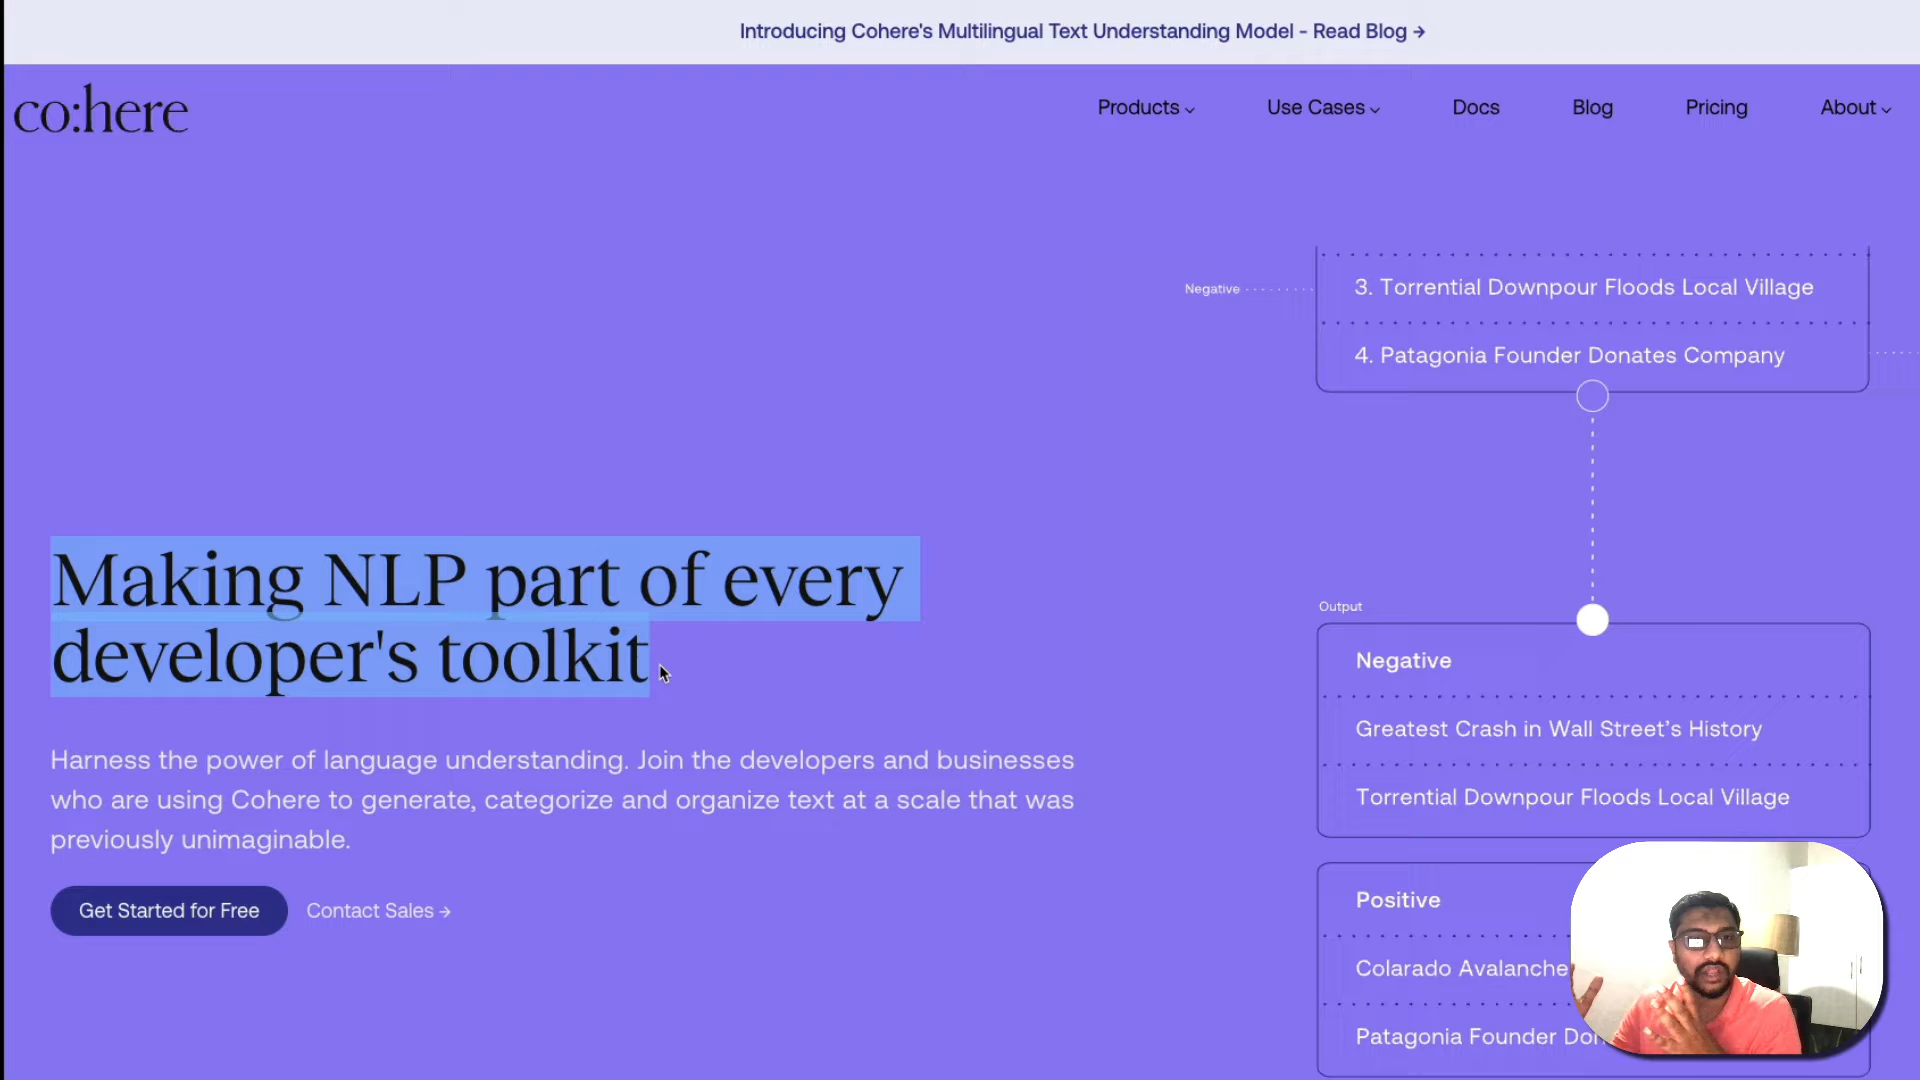 Introducing Cohere's Multilingual Text Understanding Model - Read Blog →
co:here
Products
Use Cases
Docs
Blog
Pricing
About
Negative
3. Torrential Downpour Floods Local Village
4. Patagonia Founder Donates Company
Making NLP part of every
developer's toolkit
Harness the power of language understanding. Join the developers and businesses
who are using Cohere to generate, categorize and organize text at a scale that was
previously unimaginable.
Get Started for Free
Contact Sales →
Output
Negative
Greatest Crash in Wall Street’s History
Torrential Downpour Floods Local Village
Positive
Colarado Avalanche
Patagonia Founder